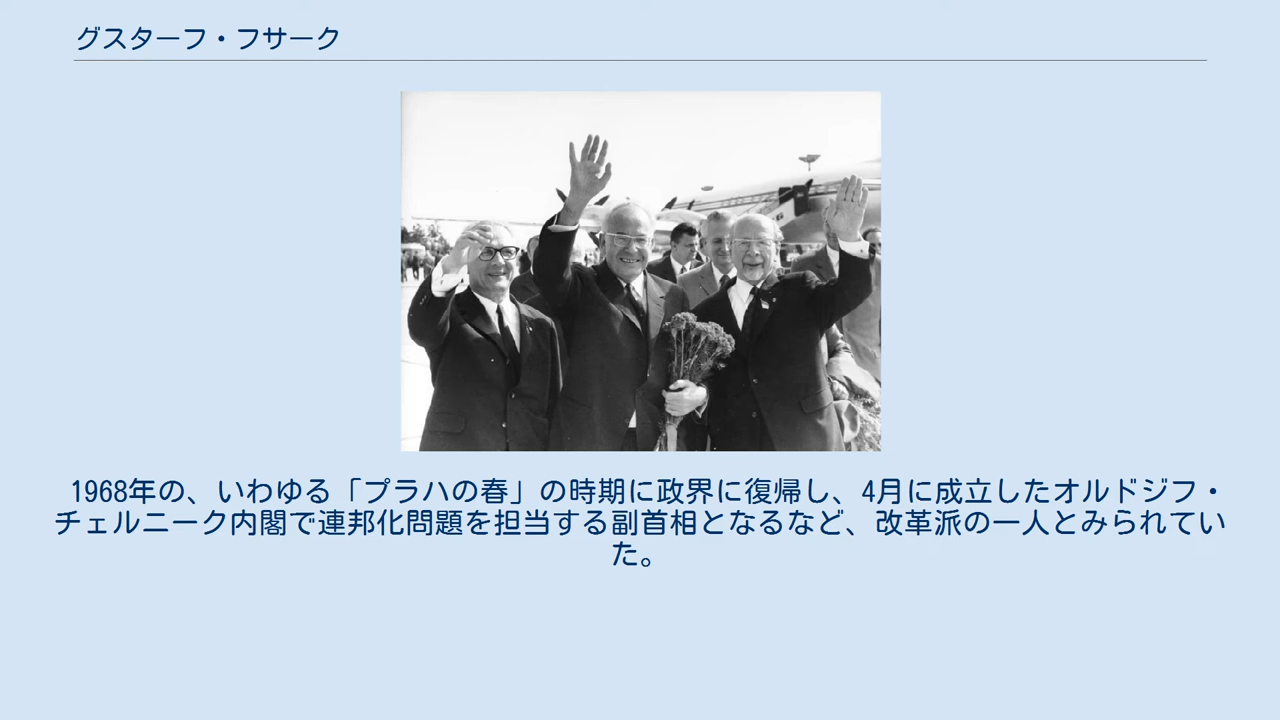 グスターフ・フサーク
1968年の、いわゆる「プラハの春」の時期に政界に復帰し、4月に成立したオルドジフ・
チェルニーク内閣で連邦化問題を担当する副首相となるなど、改革派の一人とみられてい
た。